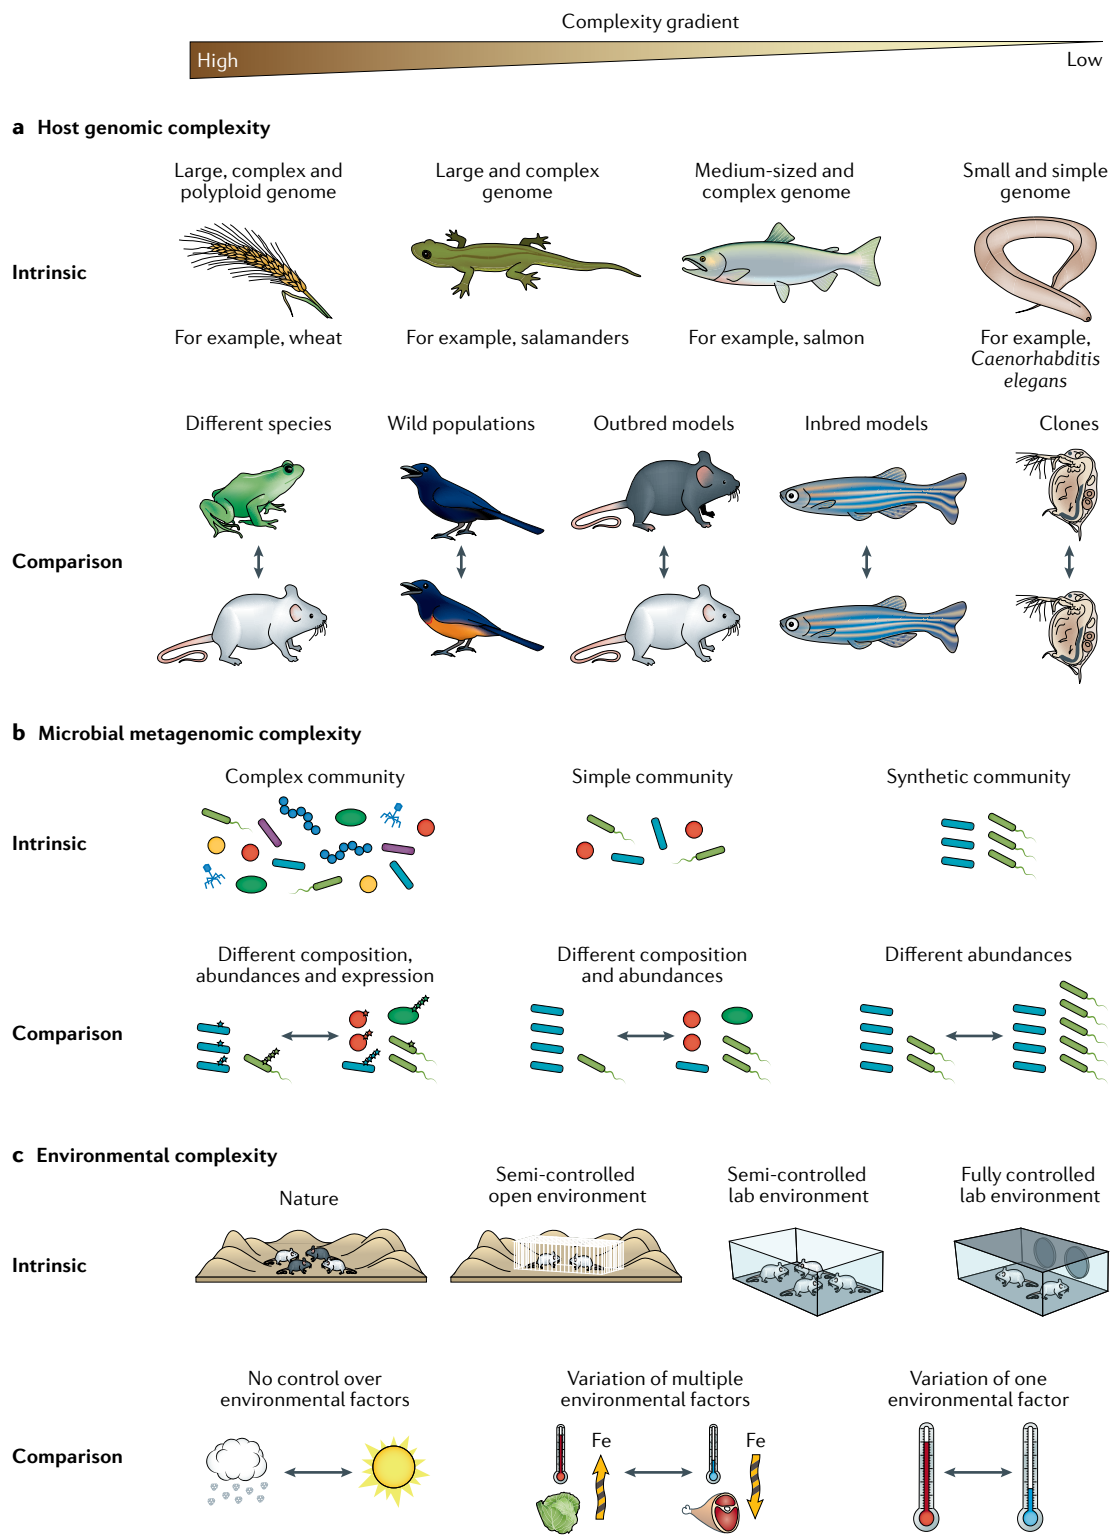 Complexity gradient
High
Low
a Host genomic complexity
Large, complex and
polyploid genome
Large and complex
genome
Medium-sized and
complex genome
Small and simple
genome
Intrinsic
For example, wheat
For example, salamanders
For example, salmon
For example,
Caenorhabditis
elegans
Different species
Wild populations
Outbred models
Inbred models
Clones
Comparison
b Microbial metagenomic complexity
Complex community
Simple community
Synthetic community
Intrinsic
Different composition,
abundances and expression
Different composition
and abundances
Different abundances
Comparison
c Environmental complexity
Nature
Semi-controlled
open environment
Semi-controlled
lab environment
Fully controlled
lab environment
Intrinsic
No control over
environmental factors
Variation of multiple
environmental factors
Variation of one
environmental factor
Comparison
Fe
Fe